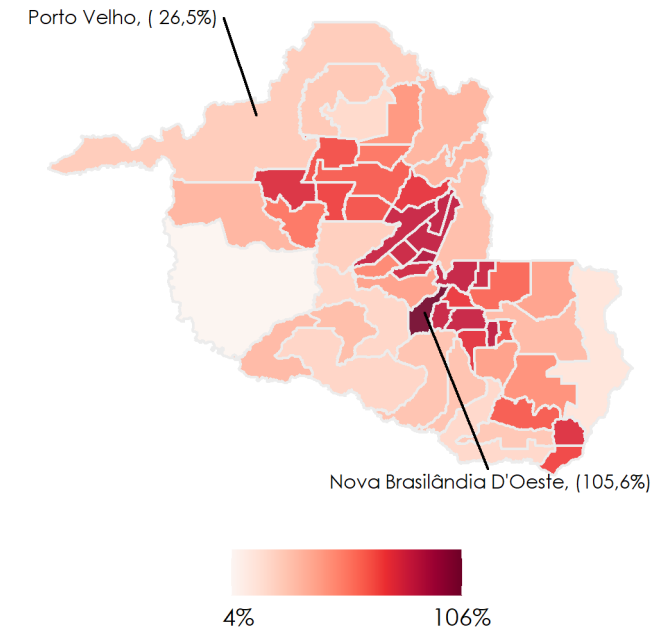 Porto Velho, ( 26,5%)
Nova Brasilândia D'Oeste, (105,6%)
4% 106%